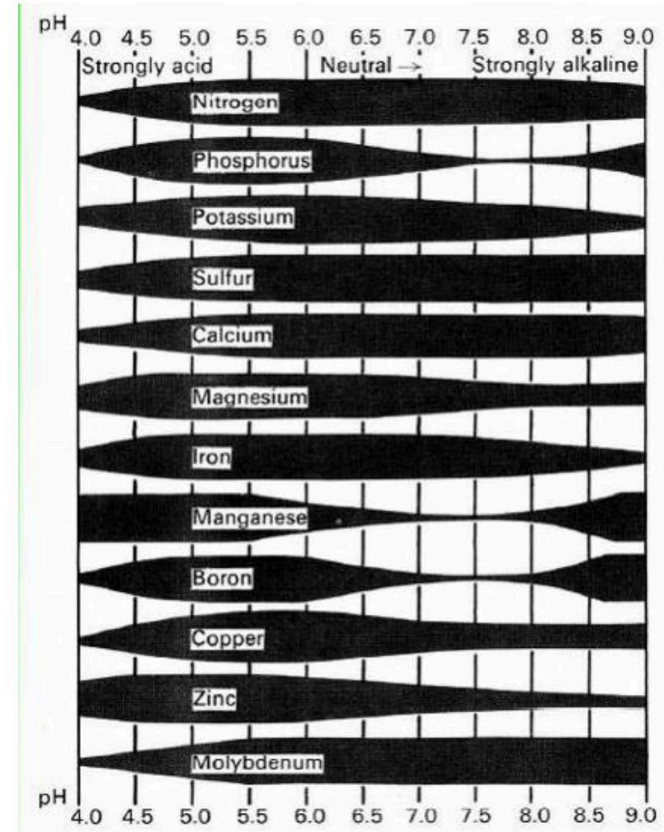 pH
4.0 4.5 5.0 5.5 6.0 6.5 7.0 7.5 8.0 8.5 9.0
Strongly acid Neutral → Strongly alkaline
Nitrogen
Phosphorus
Potassium
Sulfur
Calcium
Magnesium
Iron
Manganese
Boron
Copper
Zinc
Molybdenum
pH
4.0 4.5 5.0 5.5 6.0 6.5 7.0 7.5 8.0 8.5 9.0